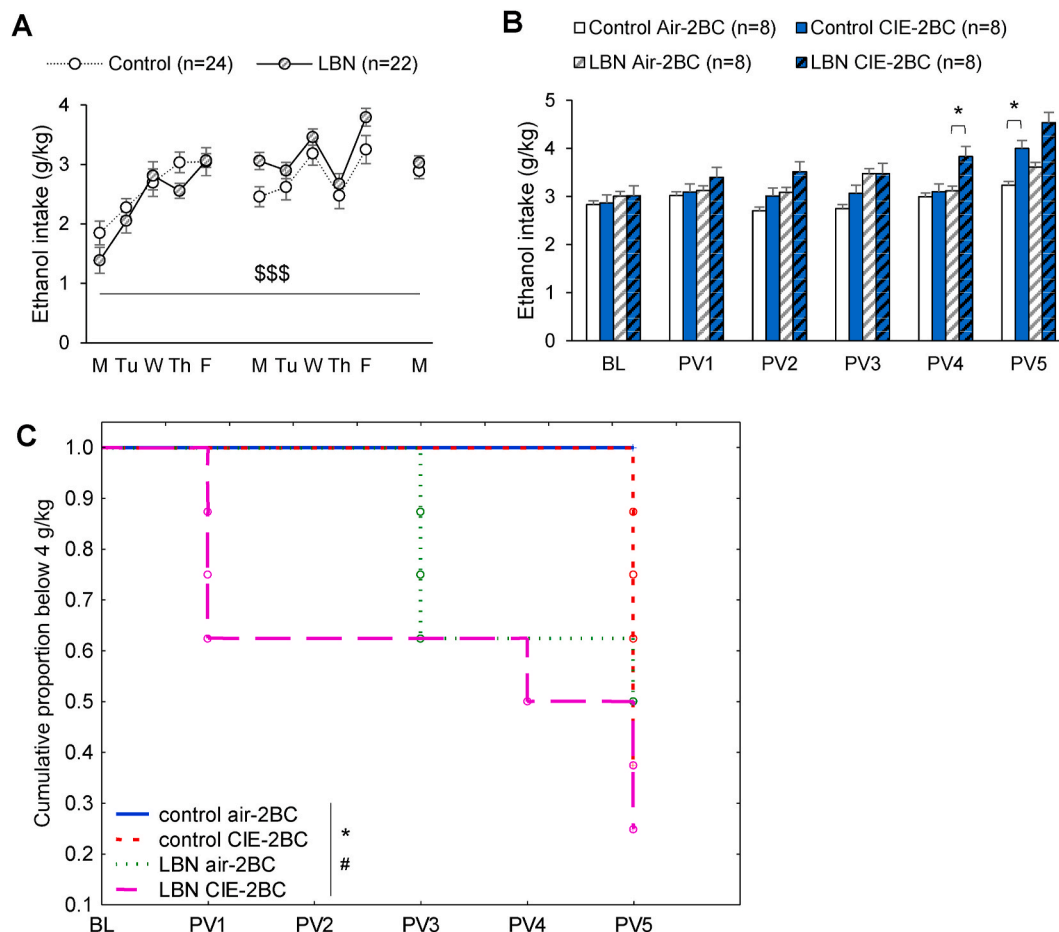 A
Control (n=24) LBN (n=22)
Ethanol intake (g/kg)
4
3
2
1
0
$$$
M Tu W Th F M Tu W Th F M
B
Control Air-2BC (n=8) Control CIE-2BC (n=8)
LBN Air-2BC (n=8) LBN CIE-2BC (n=8)
Ethanol intake (g/kg)
5
4
3
2
1
0
* *
BL PV1 PV2 PV3 PV4 PV5
C
Cumulative proportion below 4 g/kg
1.0
0.9
0.8
0.7
0.6
0.5
0.4
0.3
0.2
0.1
control air-2BC
control CIE-2BC *
LBN air-2BC #
LBN CIE-2BC
BL PV1 PV2 PV3 PV4 PV5